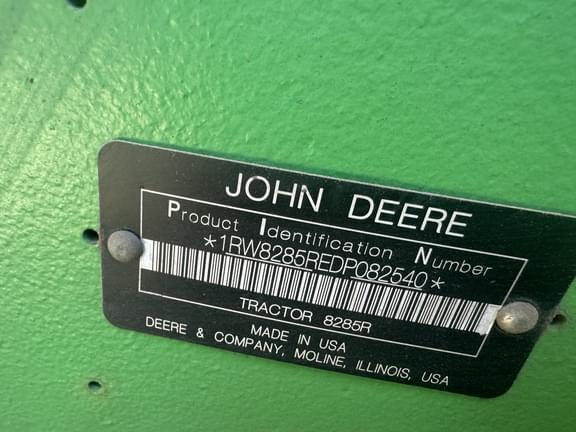 JOHN DEERE
Product Identification Number
*1RW8285REDP082540*
TRACTOR 8285R
MADE IN USA
DEERE & COMPANY, MOLINE, ILLINOIS, USA